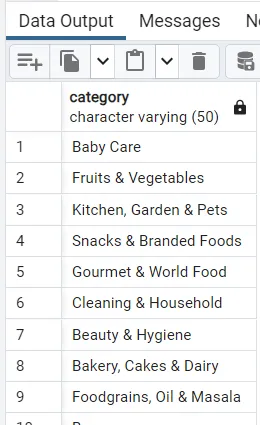 Data Output Messages
category
character varying (50)
1 Baby Care
2 Fruits & Vegetables
3 Kitchen, Garden & Pets
4 Snacks & Branded Foods
5 Gourmet & World Food
6 Cleaning & Household
7 Beauty & Hygiene
8 Bakery, Cakes & Dairy
9 Foodgrains, Oil & Masala